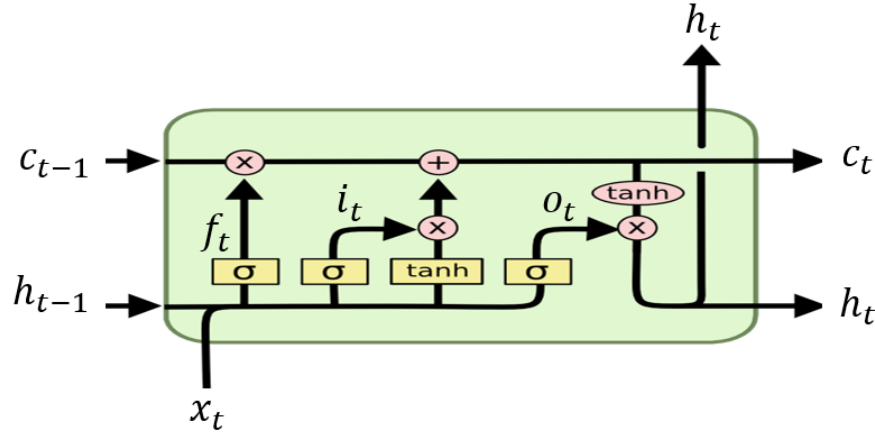 h_t
c_{t-1} × + c_t
tanh
f_t i_t × o_t ×
σ σ tanh σ
h_{t-1} h_t
x_t